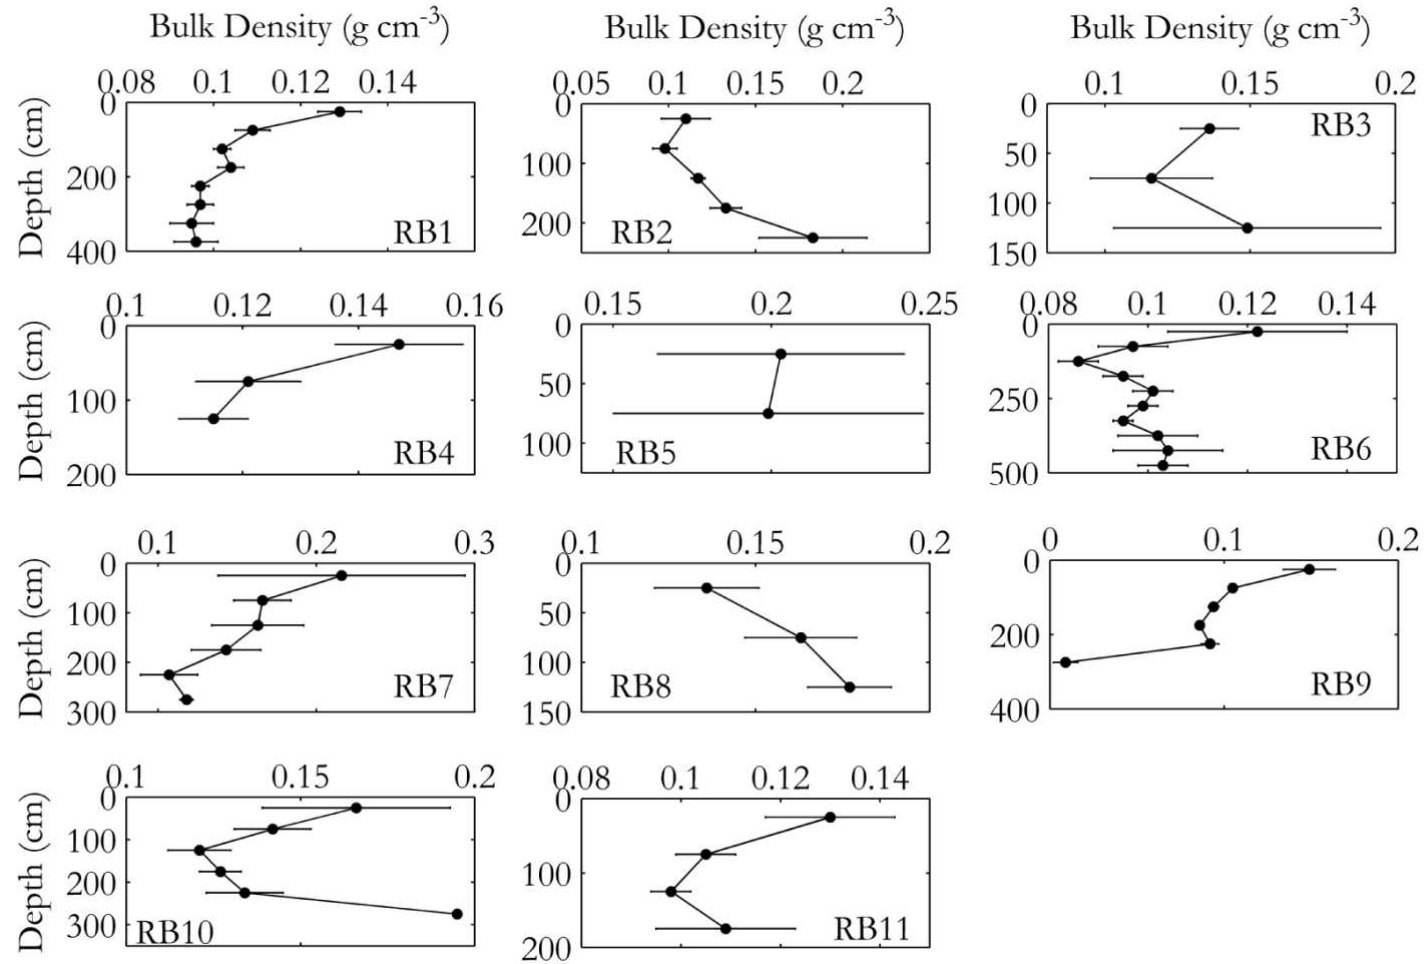 Bulk Density (g cm-3) Bulk Density (g cm-3) Bulk Density (g cm-3)
0.08 0.1 0.12 0.14
0
200
400
Depth (cm)
RB1
0.05 0.1 0.15 0.2
0
100
200
RB2
0.1 0.15 0.2
0
50
100
150
RB3
0.1 0.12 0.14 0.16
0
100
200
Depth (cm)
RB4
0.15 0.2 0.25
0
50
100
RB5
0.08 0.1 0.12 0.14
0
250
500
RB6
0.1 0.2 0.3
0
100
200
300
Depth (cm)
RB7
0.1 0.15 0.2
0
50
100
150
RB8
0 0.1 0.2
0
200
400
RB9
0.1 0.15 0.2
0
100
200
300
Depth (cm)
RB10
0.08 0.1 0.12 0.14
0
100
200
RB11